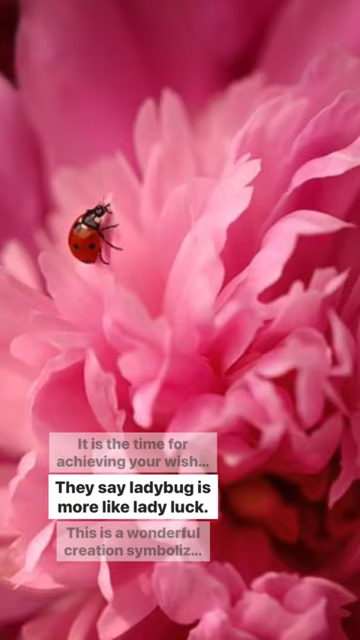 It is the time for
achieving your wish...
They say ladybug is
more like lady luck.
This is a wonderful
creation symboliz...